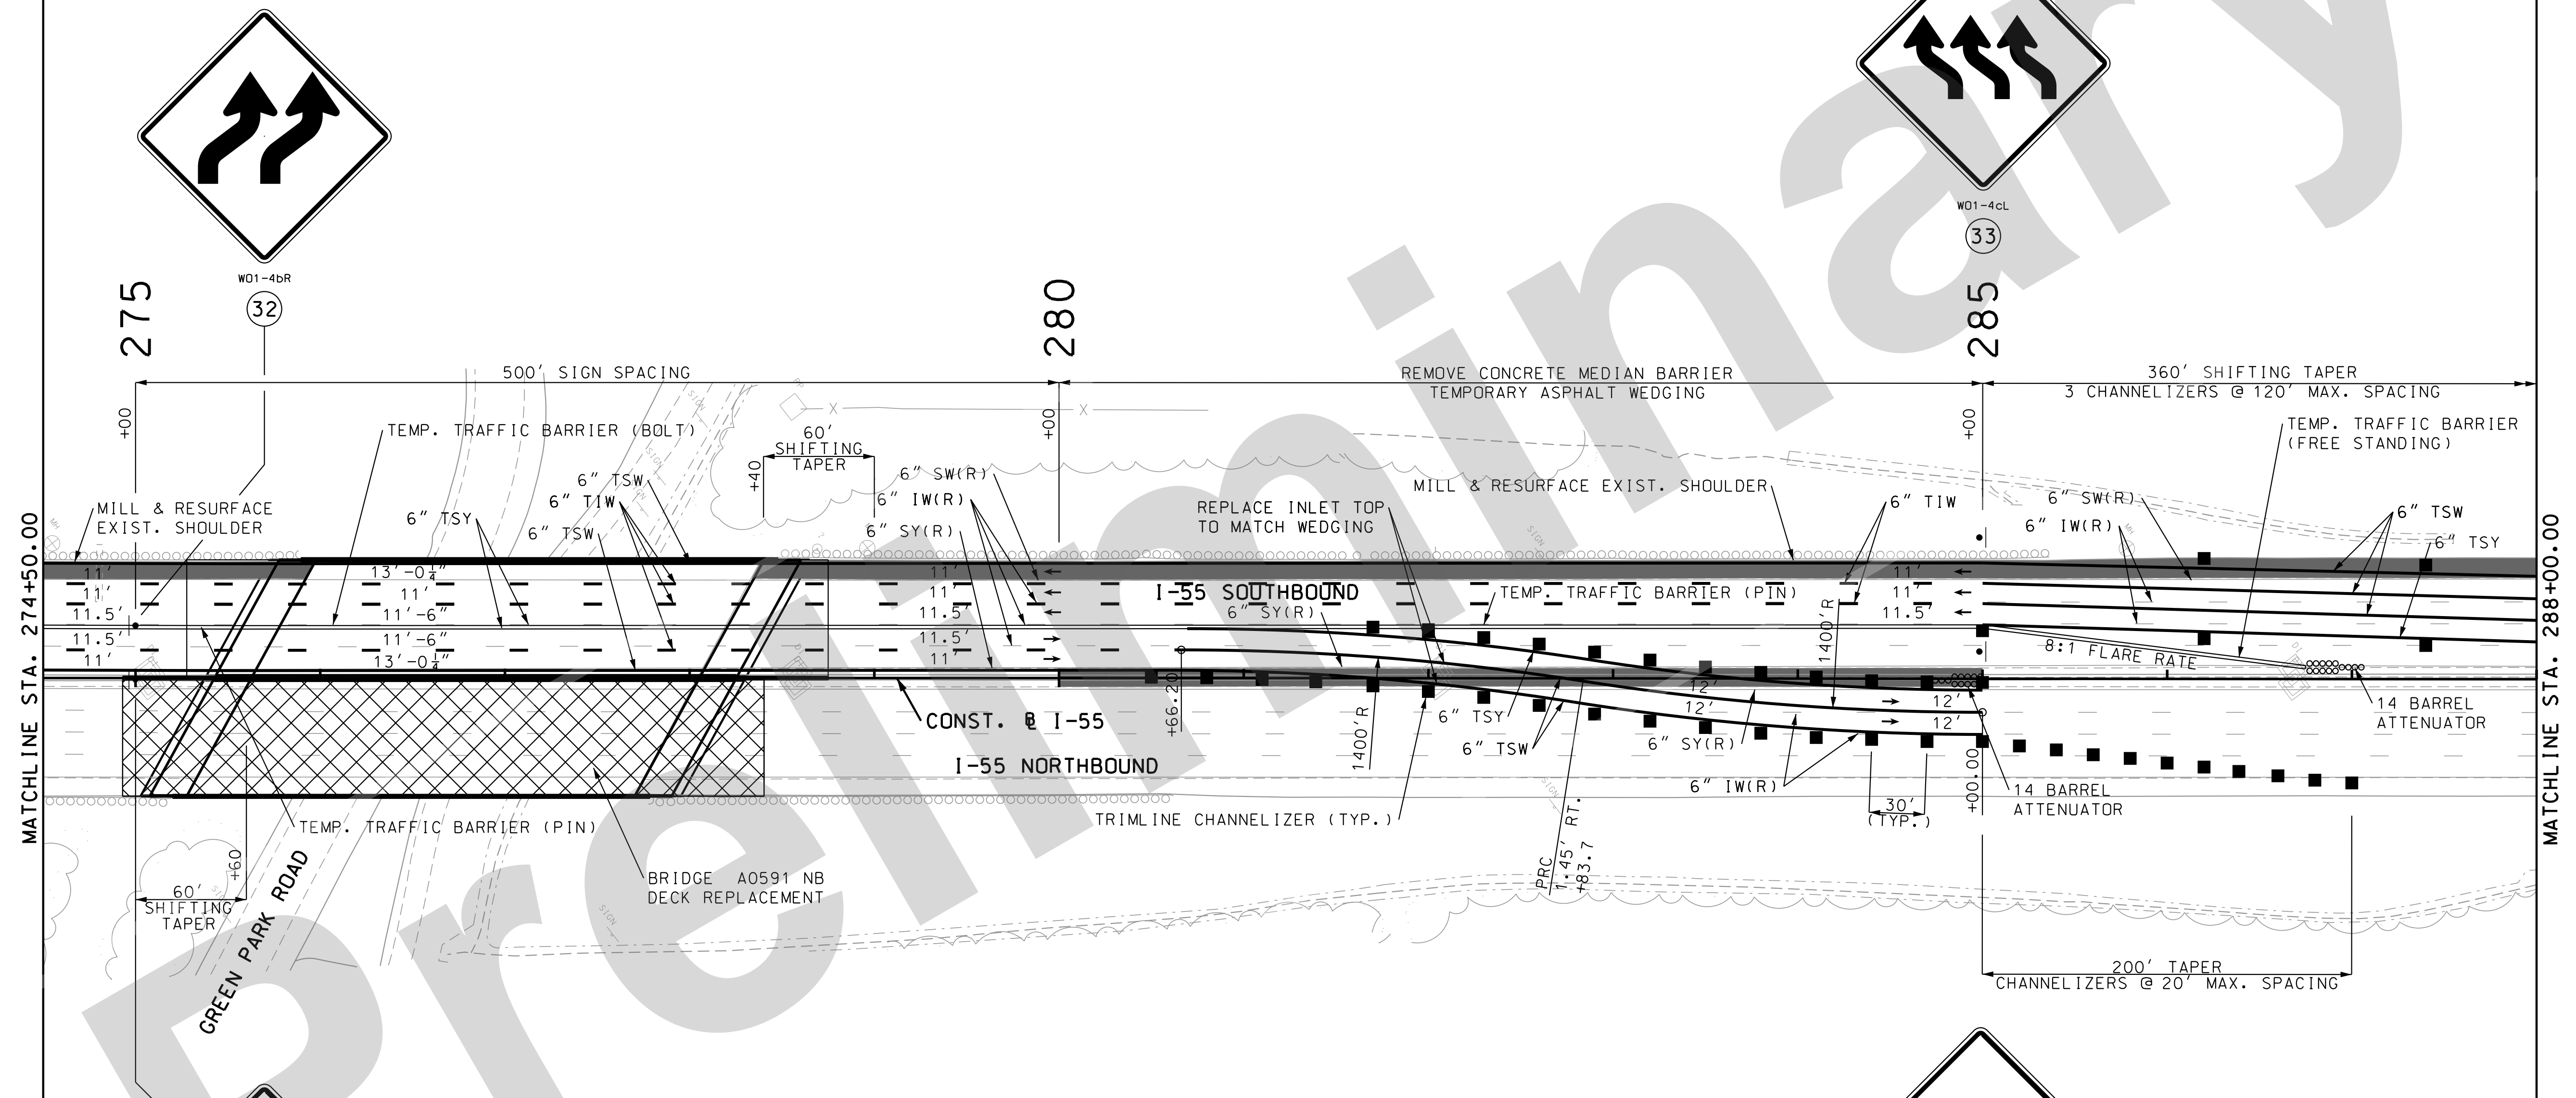 W01-4bR
32
W01-4cL
33
275
280
285
+00
+00
+00
500' SIGN SPACING
REMOVE CONCRETE MEDIAN BARRIER
TEMPORARY ASPHALT WEDGING
360' SHIFTING TAPER
3 CHANNELIZERS @ 120' MAX. SPACING
TEMP. TRAFFIC BARRIER (BOLT)
+40
60'
SHIFTING
TAPER
TEMP. TRAFFIC BARRIER
(FREE STANDING)
MILL & RESURFACE
EXIST. SHOULDER
6" TSY
6" TSW
6" TIW
6" TSW
6" SW(R)
6" IW(R)
6" SY(R)
REPLACE INLET TOP
TO MATCH WEDGING
MILL & RESURFACE EXIST. SHOULDER
6" TIW
6" SW(R)
6" IW(R)
6" TSW
6" TSY
MH
SIGN
SIGN
SIGN
MH
PP
MATCHLINE STA. 274+50.00
MATCHLINE STA. 288+00.00
11'
11'
11.5'
11.5'
11'
13'-0¼"
11'
11'-6"
11'-6"
13'-0¼"
11'
11'
11.5'
11.5'
11'
I-55 SOUTHBOUND
6" SY(R)
TEMP. TRAFFIC BARRIER (PIN)
1400'R
11'
11'
11.5'
8:1 FLARE RATE
12'
12'
12'
12'
14 BARREL
ATTENUATOR
+66.20
1400'R
6" TSY
6" TSW
6" SY(R)
6" IW(R)
CONST. ℄ I-55
I-55 NORTHBOUND
+00.00
14 BARREL
ATTENUATOR
30'
(TYP.)
TRIMLINE CHANNELIZER (TYP.)
SIGN
PRC
1.45' RT.
+83.7
TEMP. TRAFFIC BARRIER (PIN)
BRIDGE A0591 NB
DECK REPLACEMENT
+60
60'
SHIFTING
TAPER
SIGN
SIGN
GREEN PARK ROAD
200' TAPER
CHANNELIZERS @ 20' MAX. SPACING
Preliminary